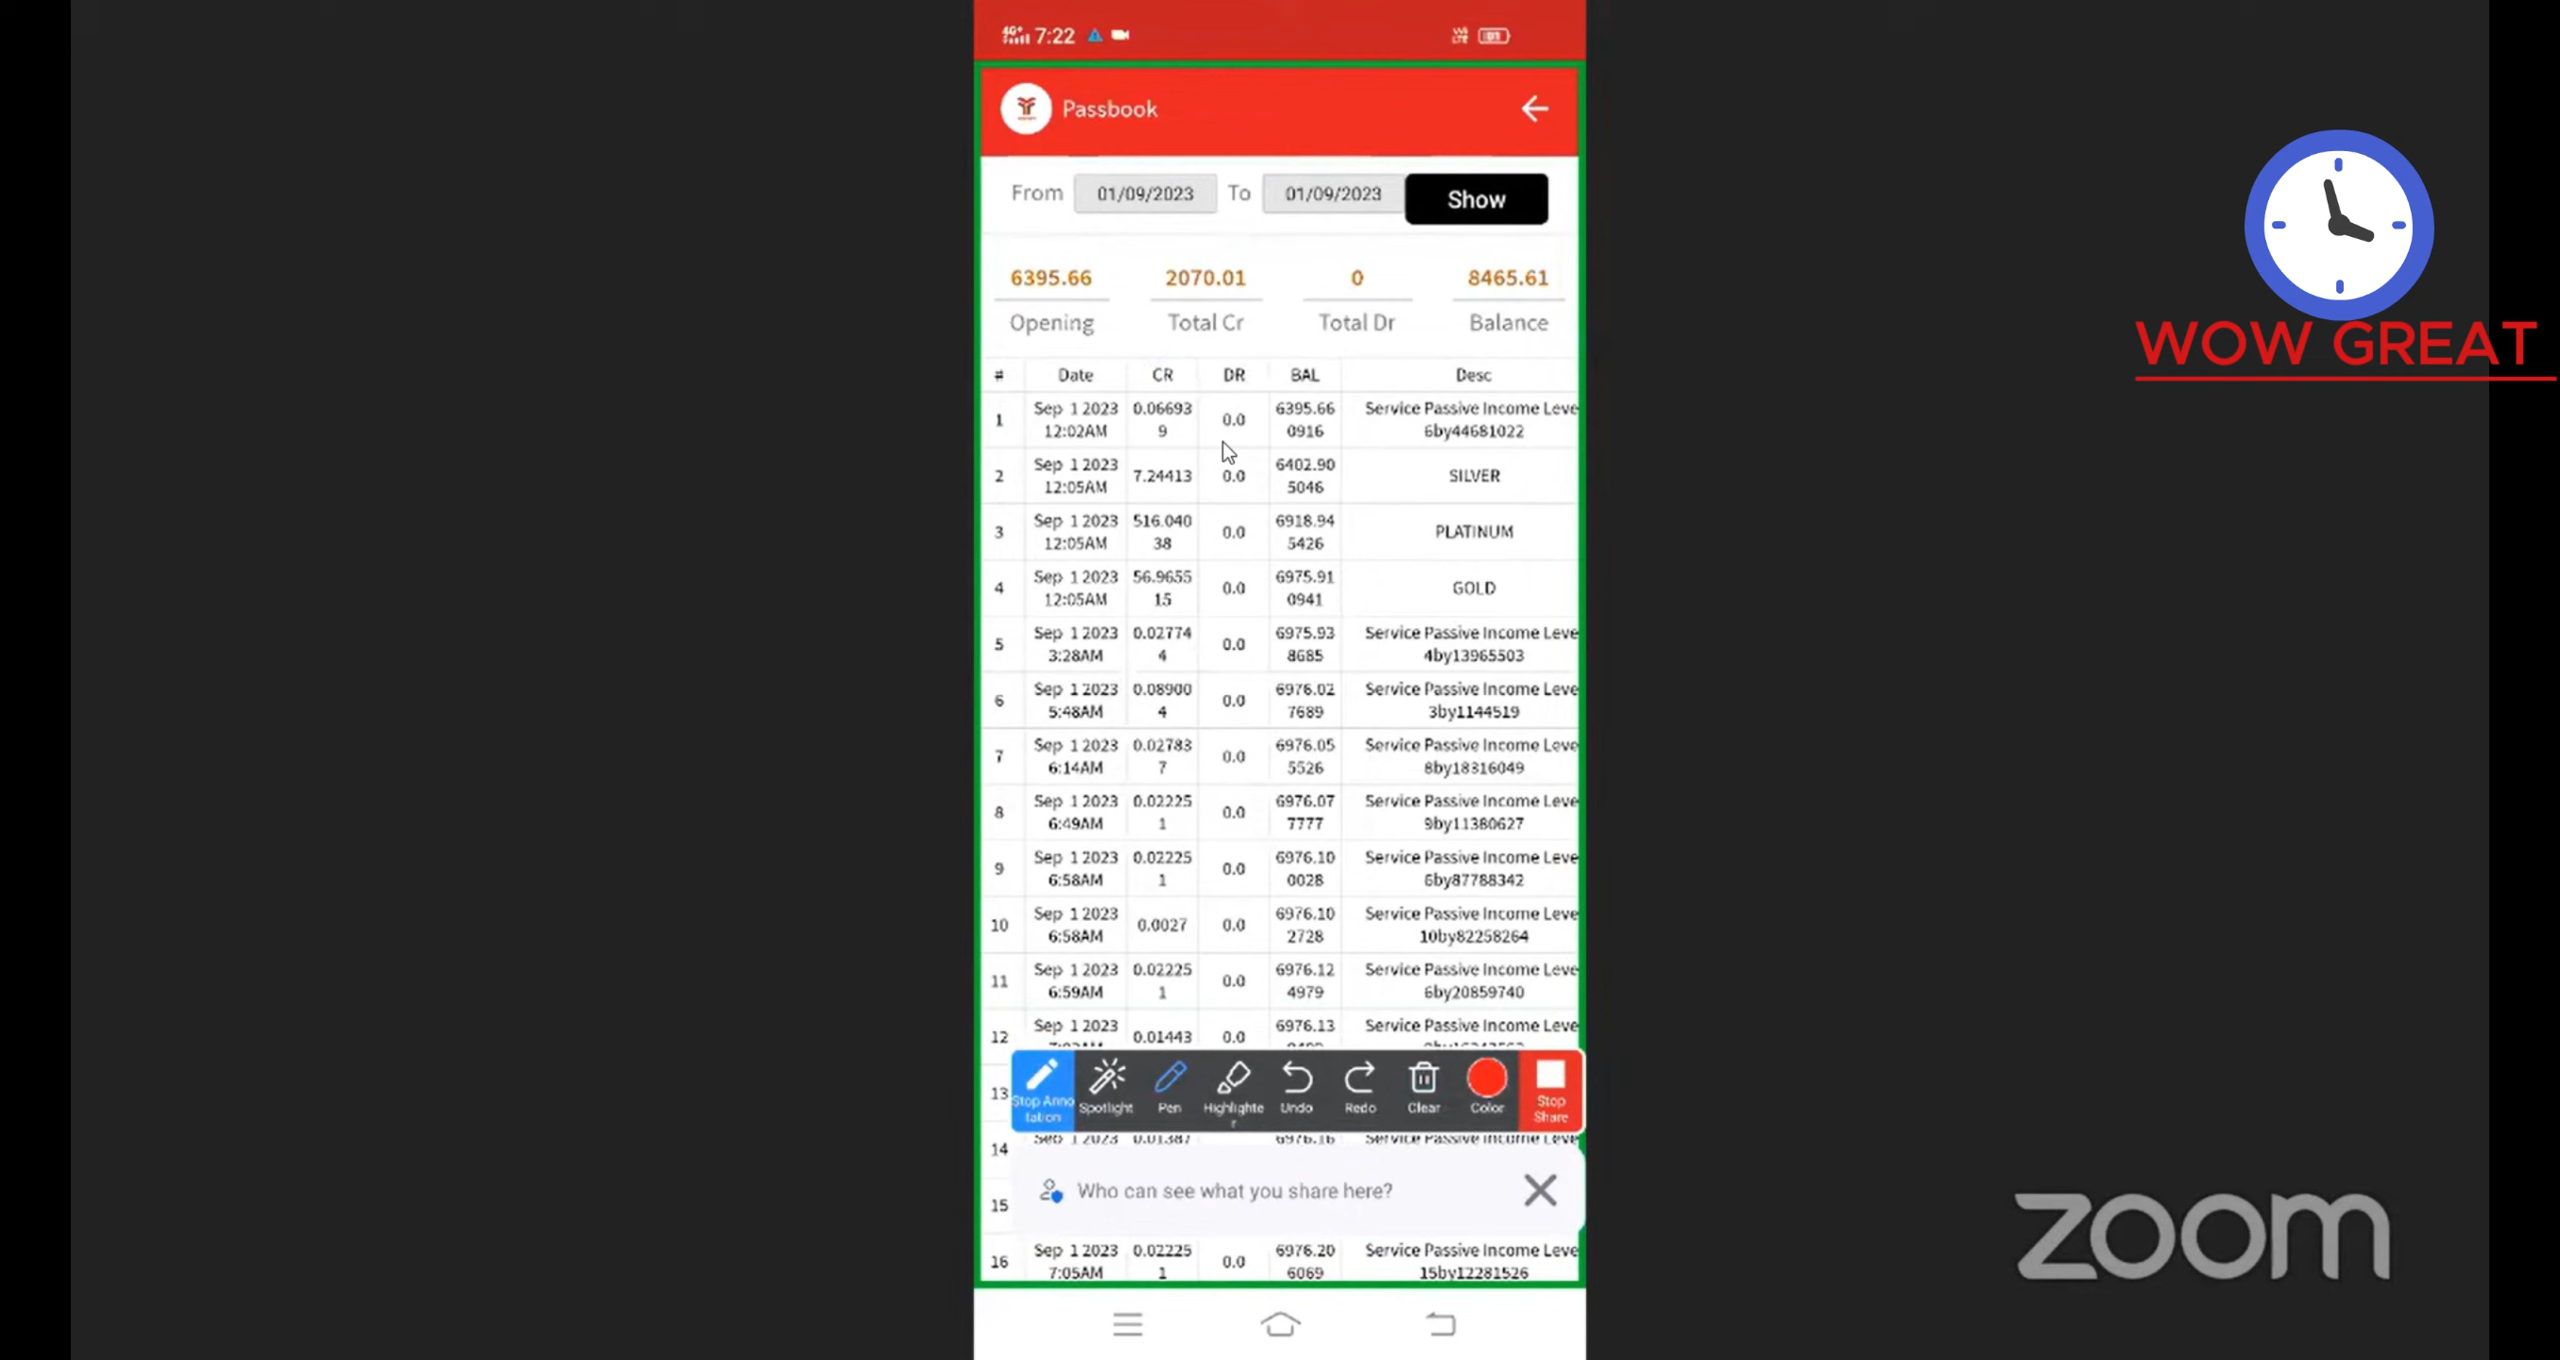 4G+ 7:22
Passbook
From 01/09/2023 To 01/09/2023 Show
6395.66 2070.01 0 8465.61
Opening Total Cr Total Dr Balance
# Date CR DR BAL Desc
1 Sep 1 2023 12:02AM 0.066939 0.0 6395.660916 Service Passive Income Leve 6by44681022
2 Sep 1 2023 12:05AM 7.24413 0.0 6402.905046 SILVER
3 Sep 1 2023 12:05AM 516.04038 0.0 6918.945426 PLATINUM
4 Sep 1 2023 12:05AM 56.965515 0.0 6975.910941 GOLD
5 Sep 1 2023 3:28AM 0.027744 0.0 6975.938685 Service Passive Income Leve 4by13965503
6 Sep 1 2023 5:48AM 0.089004 0.0 6976.027689 Service Passive Income Leve 3by1144519
7 Sep 1 2023 6:14AM 0.027837 0.0 6976.055526 Service Passive Income Leve 8by18316049
8 Sep 1 2023 6:49AM 0.022251 0.0 6976.077777 Service Passive Income Leve 9by11380627
9 Sep 1 2023 6:58AM 0.022251 0.0 6976.100028 Service Passive Income Leve 6by87788342
10 Sep 1 2023 6:58AM 0.0027 0.0 6976.102728 Service Passive Income Leve 10by82258264
11 Sep 1 2023 6:59AM 0.022251 0.0 6976.124979 Service Passive Income Leve 6by20859740
12 Sep 1 2023 0.01443 0.0 6976.13 Service Passive Income Leve
13
Stop Annotation Spotlight Pen Highlighter Undo Redo Clear Color Stop Share
14 Sep 1 2023 0.01387 6976.16 Service Passive Income Leve
15 Who can see what you share here?
16 Sep 1 2023 7:05AM 0.022251 0.0 6976.206069 Service Passive Income Leve 15by12281526
WOW GREAT
zoom